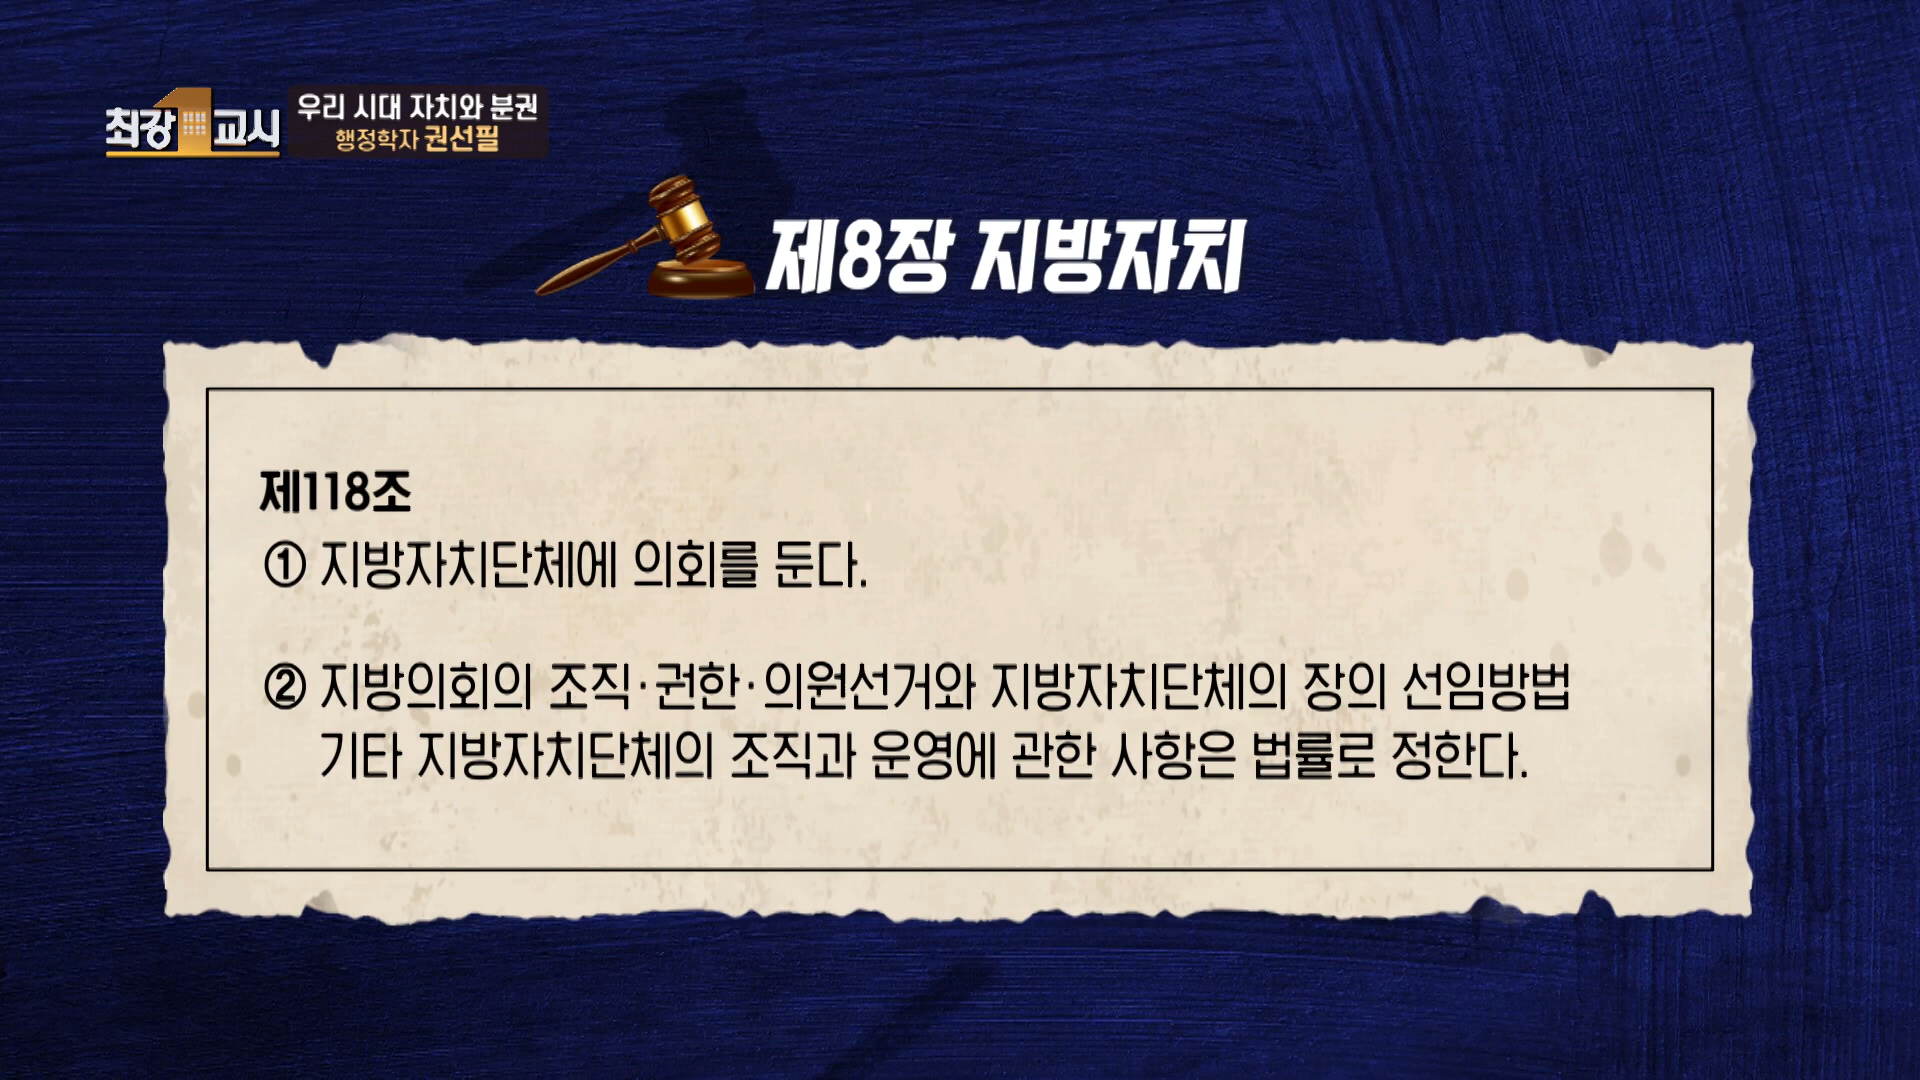 최강1교시
우리 시대 자치와 분권
행정학자 권선필
제8장 지방자치
제118조
① 지방자치단체에 의회를 둔다.
② 지방의회의 조직·권한·의원선거와 지방자치단체의 장의 선임방법
기타 지방자치단체의 조직과 운영에 관한 사항은 법률로 정한다.